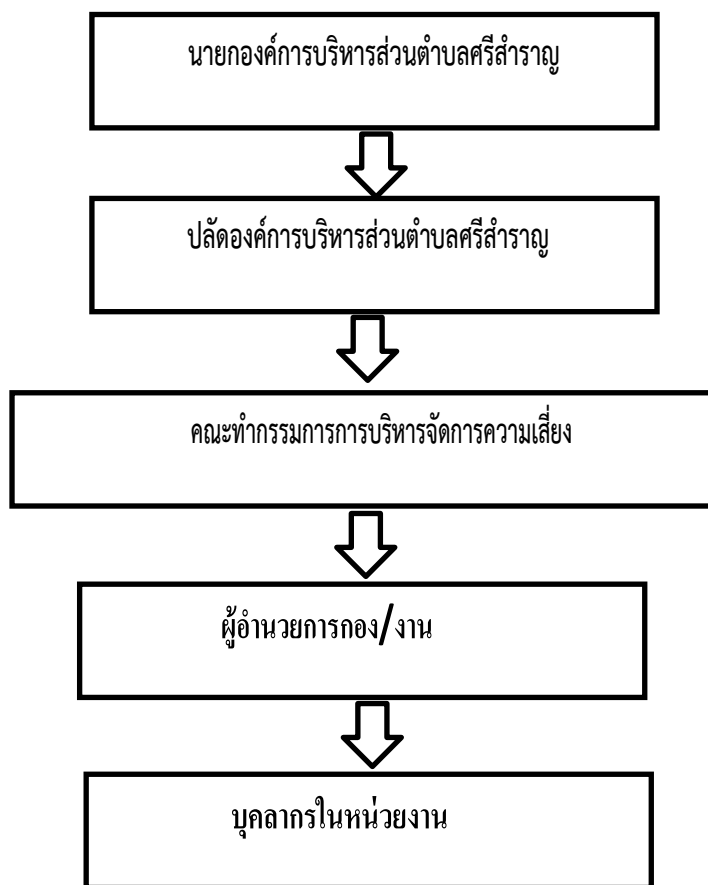 นายกองค์การบริหารส่วนตำบลศรีสำราญ
ปลัดองค์การบริหารส่วนตำบลศรีสำราญ
คณะทำกรรมการการบริหารจัดการความเสี่ยง
ผู้อำนวยการกอง/งาน
บุคลากรในหน่วยงาน